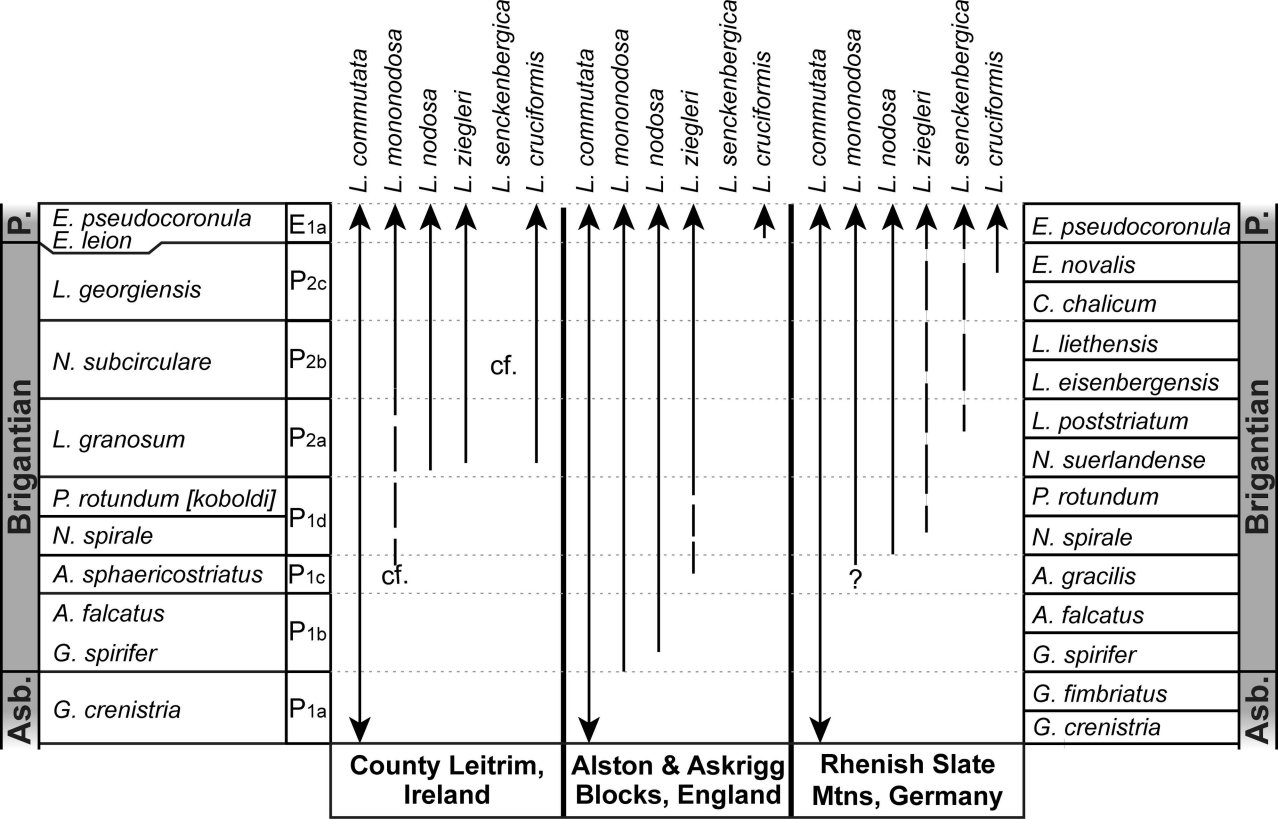 L. commutata
L. mononodosa
L. nodosa
L. ziegleri
L. senckenbergica
L. cruciformis
L. commutata
L. mononodosa
L. nodosa
L. ziegleri
L. senckenbergica
L. cruciformis
L. commutata
L. mononodosa
L. nodosa
L. ziegleri
L. senckenbergica
L. cruciformis
P.
Brigantian
Asb.
E. pseudocoronula
E. leion
L. georgiensis
N. subcirculare
L. granosum
P. rotundum [koboldi]
N. spirale
A. sphaericostriatus
A. falcatus
G. spirifer
G. crenistria
E1a
P2c
P2b
P2a
P1d
P1c
P1b
P1a
cf.
cf.
?
E. pseudocoronula
E. novalis
C. chalicum
L. liethensis
L. eisenbergensis
L. poststriatum
N. suerlandense
P. rotundum
N. spirale
A. gracilis
A. falcatus
G. spirifer
G. fimbriatus
G. crenistria
P.
Brigantian
Asb.
County Leitrim,
Ireland
Alston & Askrigg
Blocks, England
Rhenish Slate
Mtns, Germany